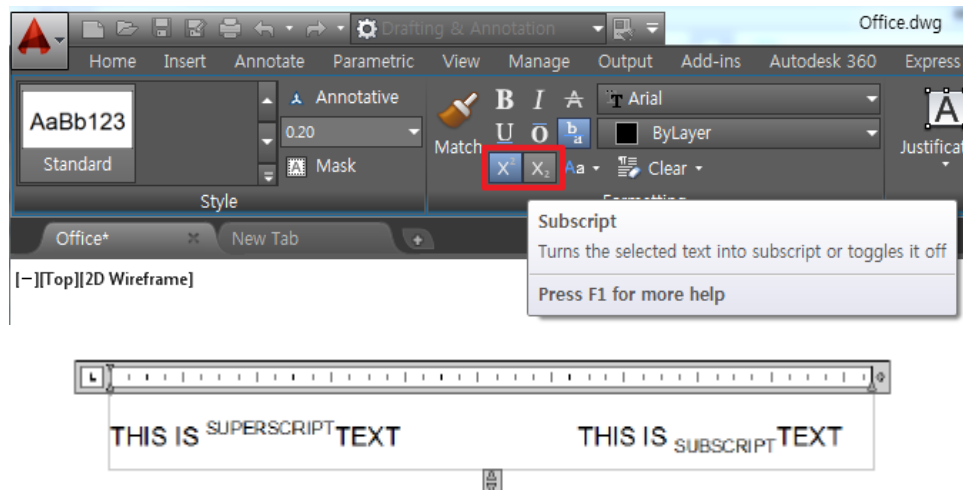 Drafting & Annotation Office.dwg
Home Insert Annotate Parametric View Manage Output Add-ins Autodesk 360 Express
AaBb123
Standard
Annotative
0.20
Mask
Style
Match
B I A
U O b/a
X² X₂ Aa
Arial
ByLayer
Clear
A
Justificat
Office* New Tab
Subscript
Turns the selected text into subscript or toggles it off
Press F1 for more help
[−][Top][2D Wireframe]
THIS IS SUPERSCRIPT TEXT THIS IS SUBSCRIPT TEXT